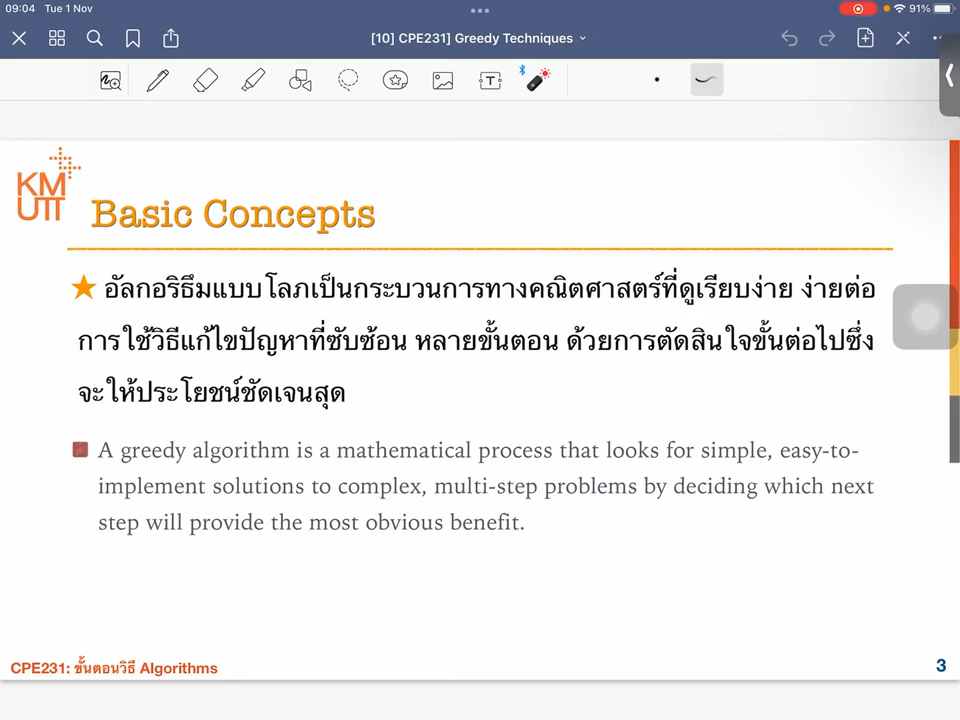 09:04 Tue 1 Nov
91%
[10] CPE231] Greedy Techniques
KM
UTT
Basic Concepts
อัลกอริธึมแบบโลภเป็นกระบวนการทางคณิตศาสตร์ที่ดูเรียบง่าย ง่ายต่อ
การใช้วิธีแก้ไขปัญหาที่ซับซ้อน หลายขั้นตอน ด้วยการตัดสินใจขั้นต่อไปซึ่ง
จะให้ประโยชน์ชัดเจนสุด
A greedy algorithm is a mathematical process that looks for simple, easy-to-
implement solutions to complex, multi-step problems by deciding which next
step will provide the most obvious benefit.
CPE231: ขั้นตอนวิธี Algorithms
3